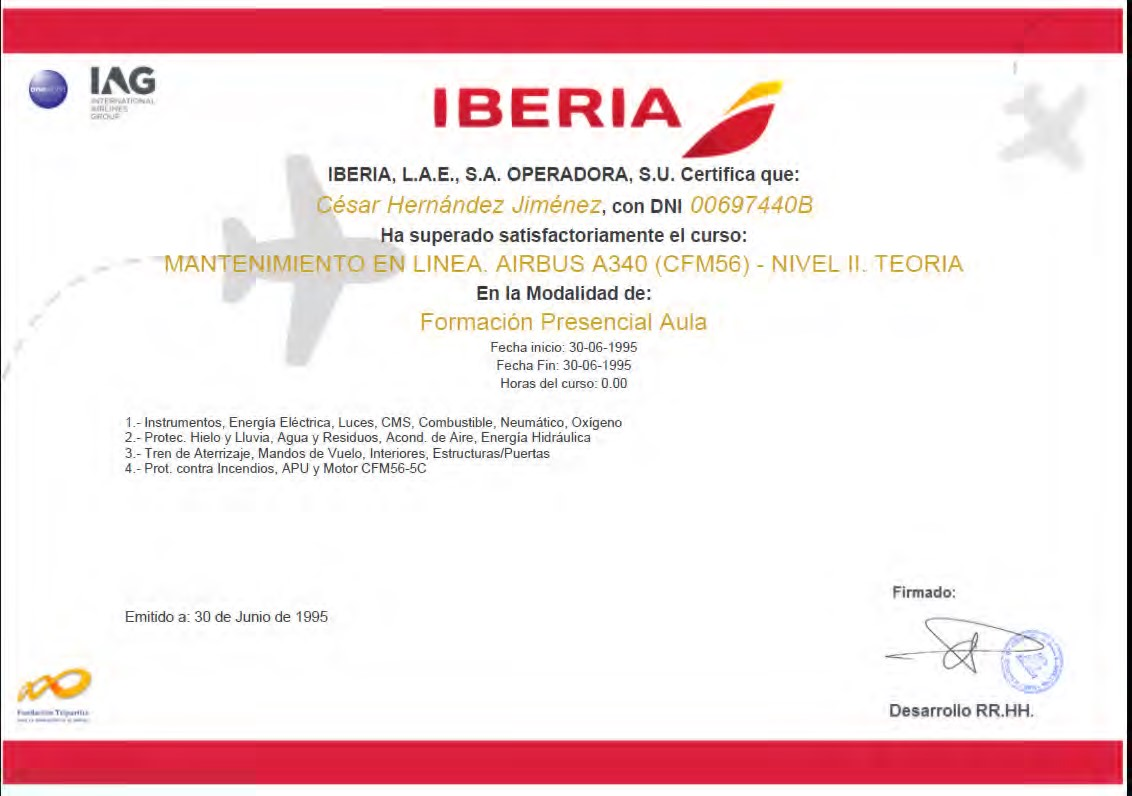 IAG
INTERNATIONAL
AIRLINES
GROUP
IBERIA
IBERIA, L.A.E., S.A. OPERADORA, S.U. Certifica que:
César Hernández Jiménez, con DNI 00697440B
Ha superado satisfactoriamente el curso:
MANTENIMIENTO EN LINEA. AIRBUS A340 (CFM56) - NIVEL II. TEORIA
En la Modalidad de:
Formación Presencial Aula
Fecha inicio: 30-06-1995
Fecha Fin: 30-06-1995
Horas del curso: 0.00
1.- Instrumentos, Energía Eléctrica, Luces, CMS, Combustible, Neumático, Oxígeno
2.- Protec. Hielo y Lluvia, Agua y Residuos, Acond. de Aire, Energía Hidráulica
3.- Tren de Aterrizaje, Mandos de Vuelo, Interiores, Estructuras/Puertas
4.- Prot. contra Incendios, APU y Motor CFM56-5C
Emitido a: 30 de Junio de 1995
Firmado:
Desarrollo RR.HH.
Fundación Tripartita